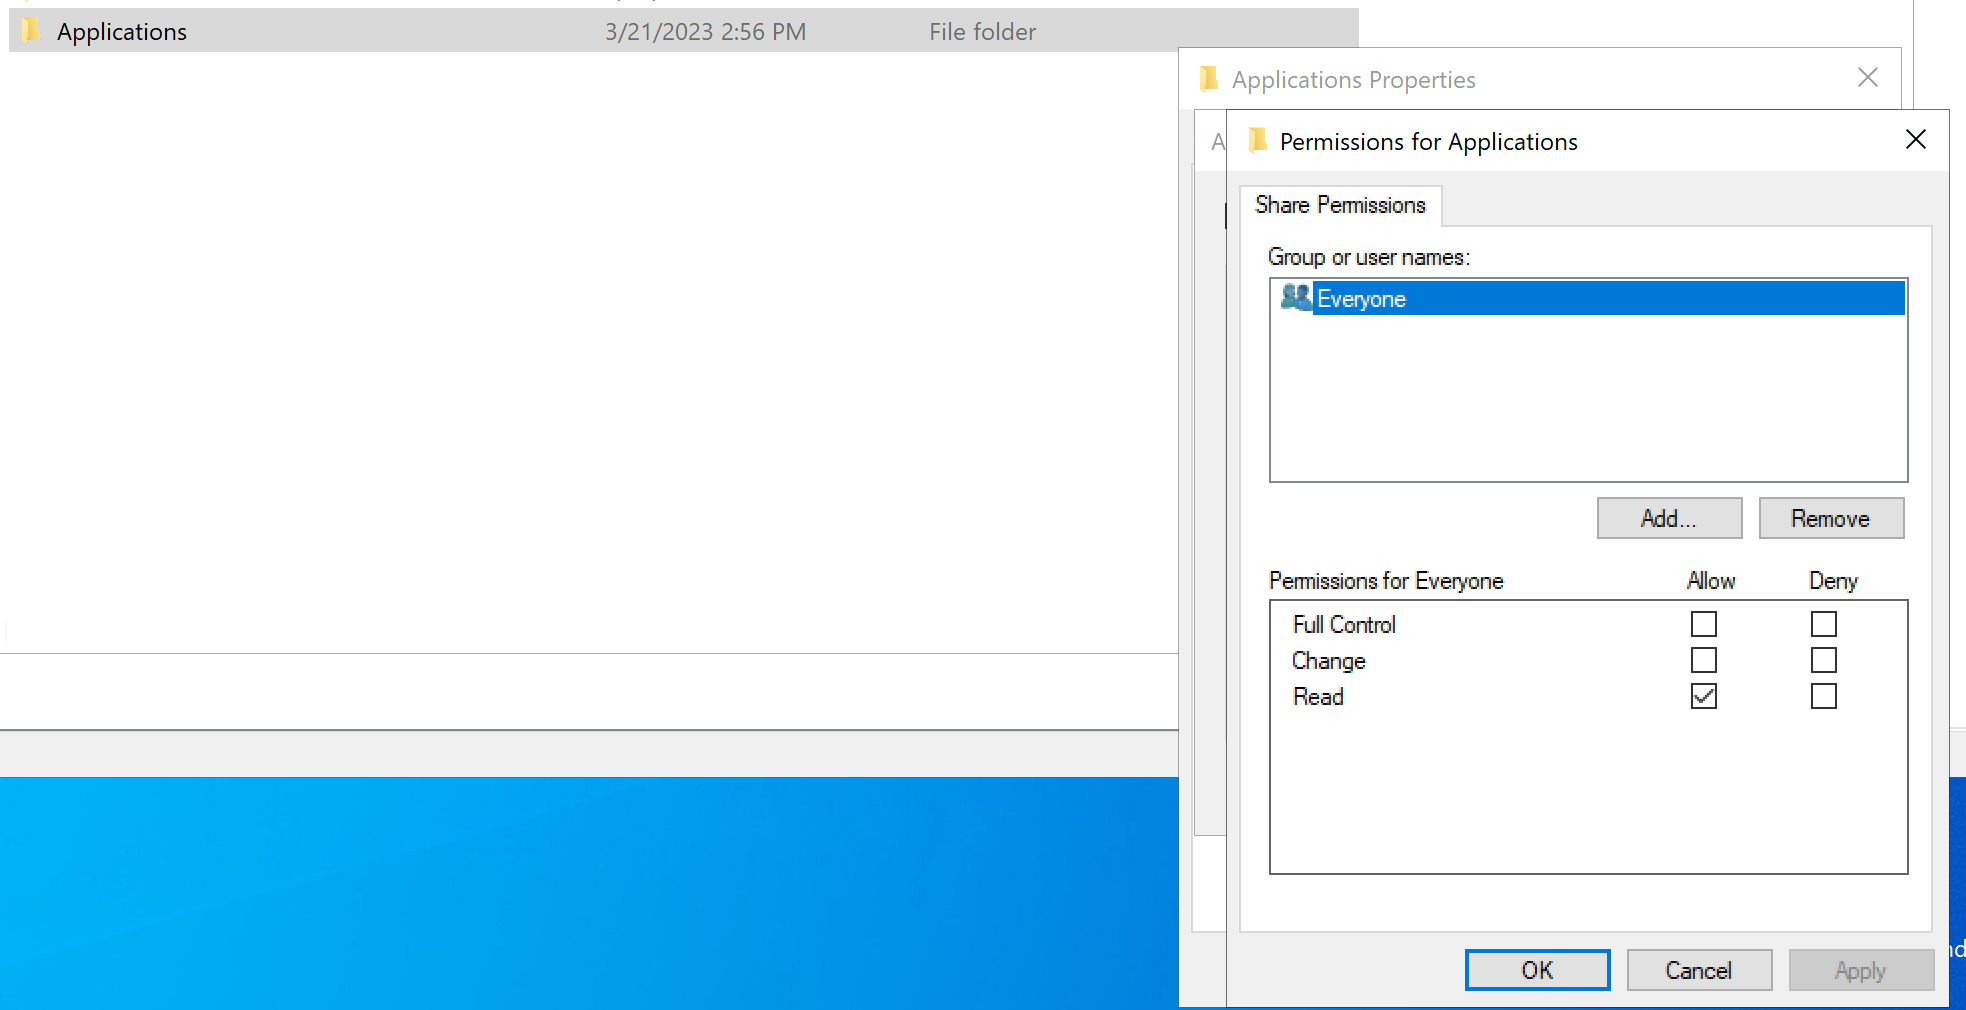 Applications 3/21/2023 2:56 PM File folder
Applications Properties
A
Permissions for Applications
Share Permissions
Group or user names:
Everyone
Add...
Remove
Permissions for Everyone Allow Deny
Full Control
Change
Read
OK
Cancel
Apply